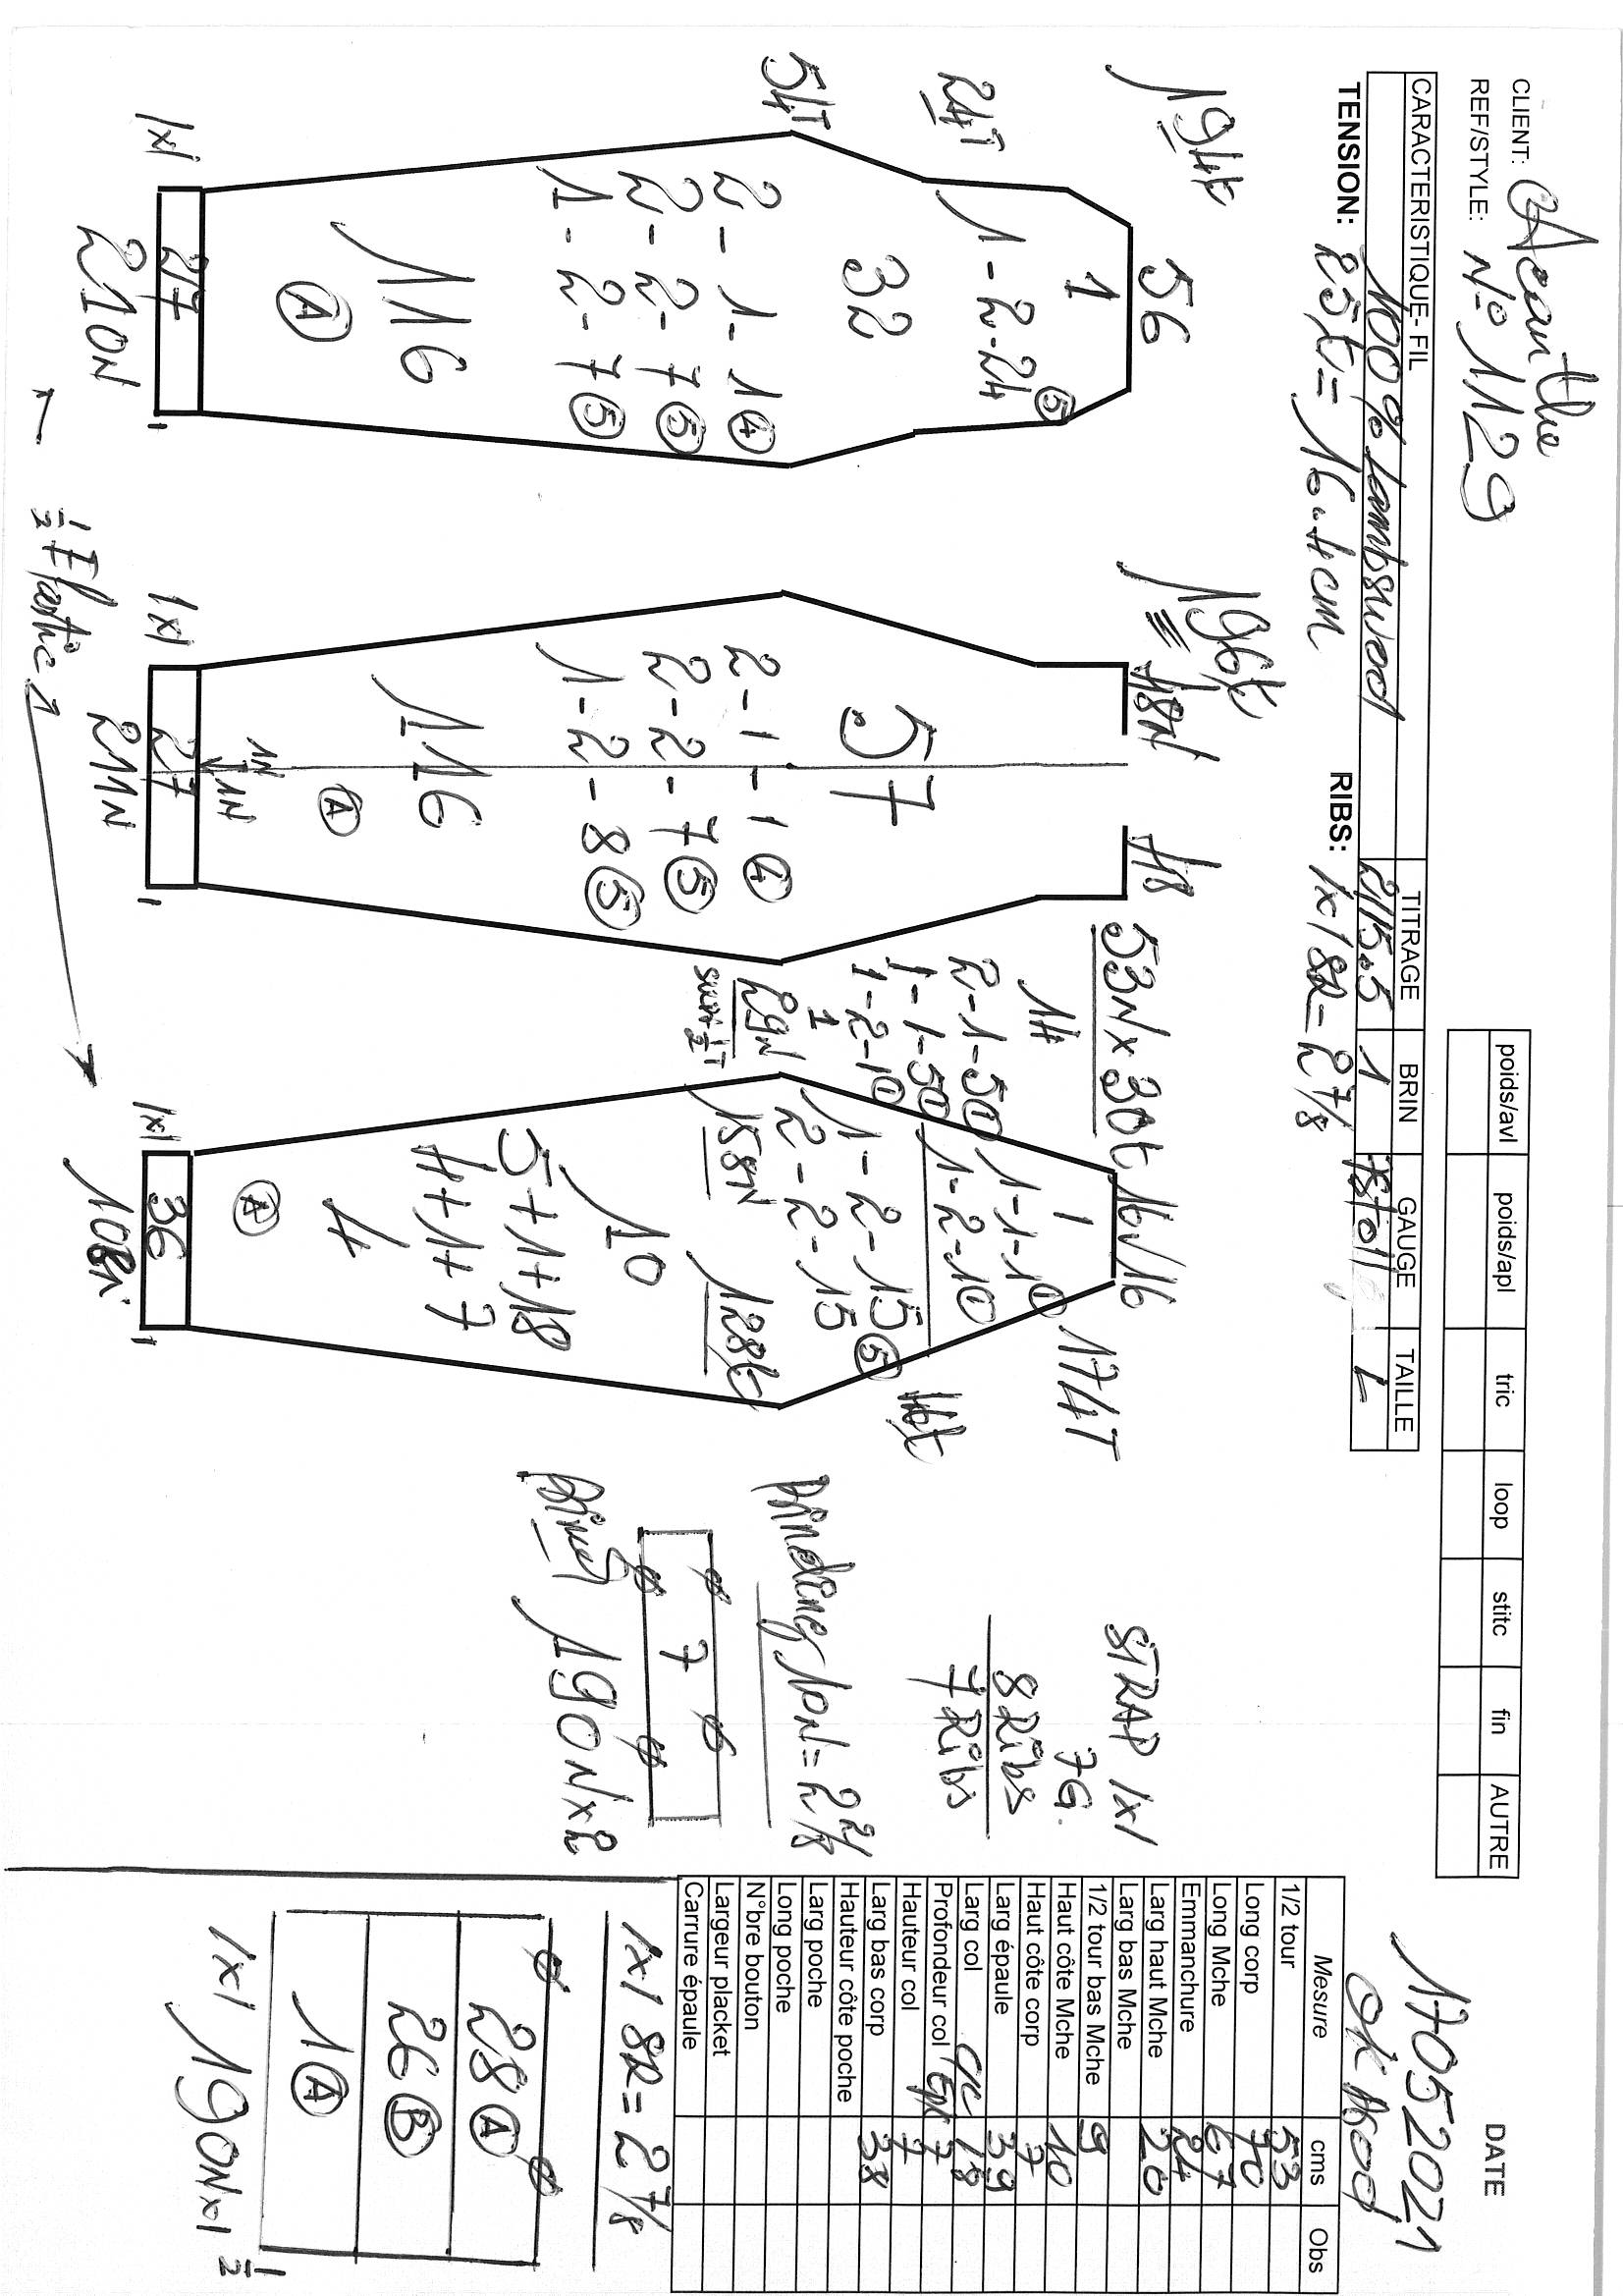 CLIENT: Acanthe
REF/STYLE: N° 1129
poids/avl poids/apl tric loop stitc fin AUTRE
DATE
17052021
OK Prod
CARACTERISTIQUE- FIL TITRAGE BRIN GAUGE TAILLE
100% Lambswool 2/15.5 1 7stoll L
TENSION: 25t = 16.4cm RIBS: 1x1 8R = 2 7/8
194t
56
1
5
1-2-24
24T
32
54T
2-1-1 4
2-2-7 5
1-2-7 5
116
A
1x1 27 1
210N
196t
48N 48
57
2-1-1 4
2-2-7 5
1-2-8 5
116
A
1N
1N
1x1 27 1
211N
1/2 Elastic
53N x 30t
14
2-1-5 1
1-1-5 1
1-2-1 1
1
29N
1/2T
16 16
174T
1
1-1-1 1
1-2-1 1
46t
1-2-15 5
2-2-15
158N 128t
10
5+1+18
4+1+7
4
A
1x1 36 1
108N
STRAP 1x1
7G.
8 Ribs
7 Ribs
Binding 10N = 2 2/8
7
190N x 2
Mesure cms Obs
1/2 tour 53
Long corp 70
Long Mche 67
Emmanchure 24
Larg haut Mche 20
Larg bas Mche
1/2 tour bas Mche 9
Haut côte Mche 10
Haut côte corp 7
Larg épaule 39
Larg col c/c 18
Profondeur col Epc 7
Hauteur col 7
Larg bas corp 38
Hauteur côte poche
Larg poche
Long poche
N°bre bouton
Largeur placket
Carrure épaule
1x1 8R = 2 7/8
28 A
26 B
1 A
1/2
1x1 190N x 1